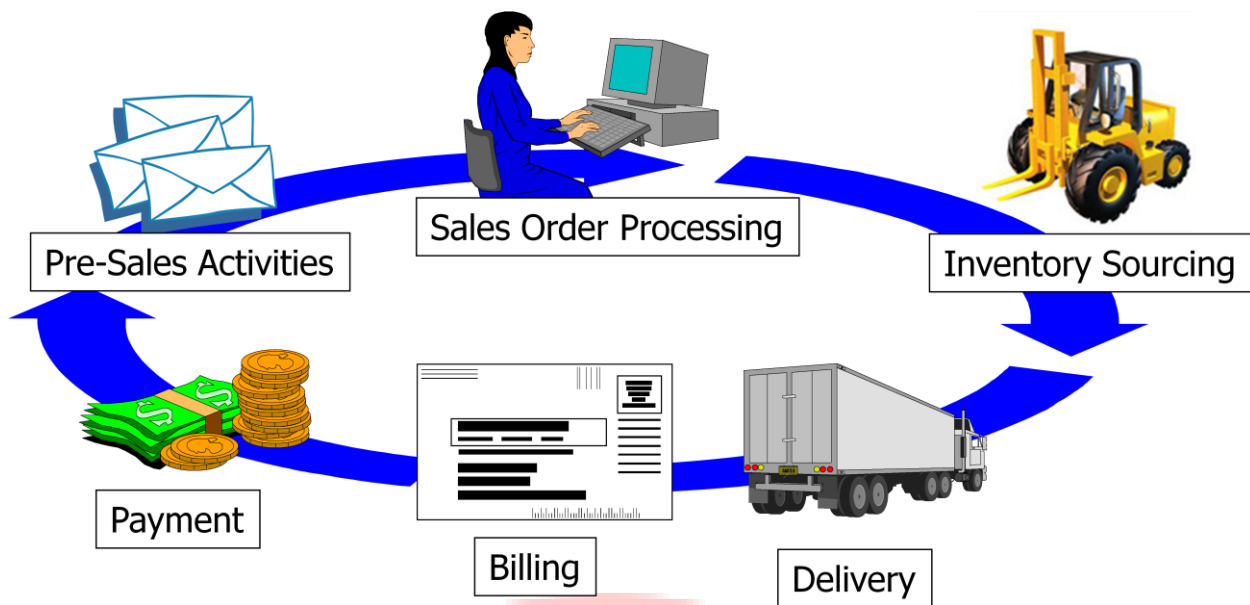 Pre-Sales Activities
Sales Order Processing
Inventory Sourcing
Payment
Billing
Delivery
$
$